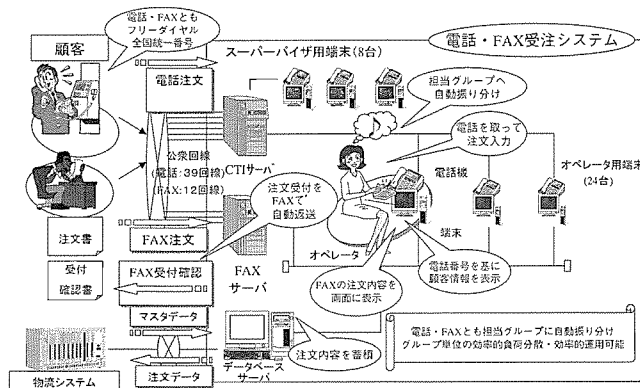 電話・FAX受注システム
電話・FAXとも
フリーダイヤル
全国統一番号
顧客
スーパーバイザ用端末(8台)
電話注文
担当グループへ
自動振り分け
電話を取って
注文入力
公衆回線
(電話:39回線)
(FAX:12回線)
CTIサーバ
電話機
オペレータ用端末
(24台)
注文受付を
FAXで
自動返送
注文書
FAX注文
オペレータ
端末
受付
確認書
FAX受付確認
FAX
サーバ
FAXの注文内容を
画面に表示
電話番号を基に
顧客情報を表示
マスタデータ
注文内容を蓄積
電話・FAXとも担当グループに自動振り分け
グループ単位の効率的負荷分散・効率的運用可能
物流システム
注文データ
データベース
サーバ